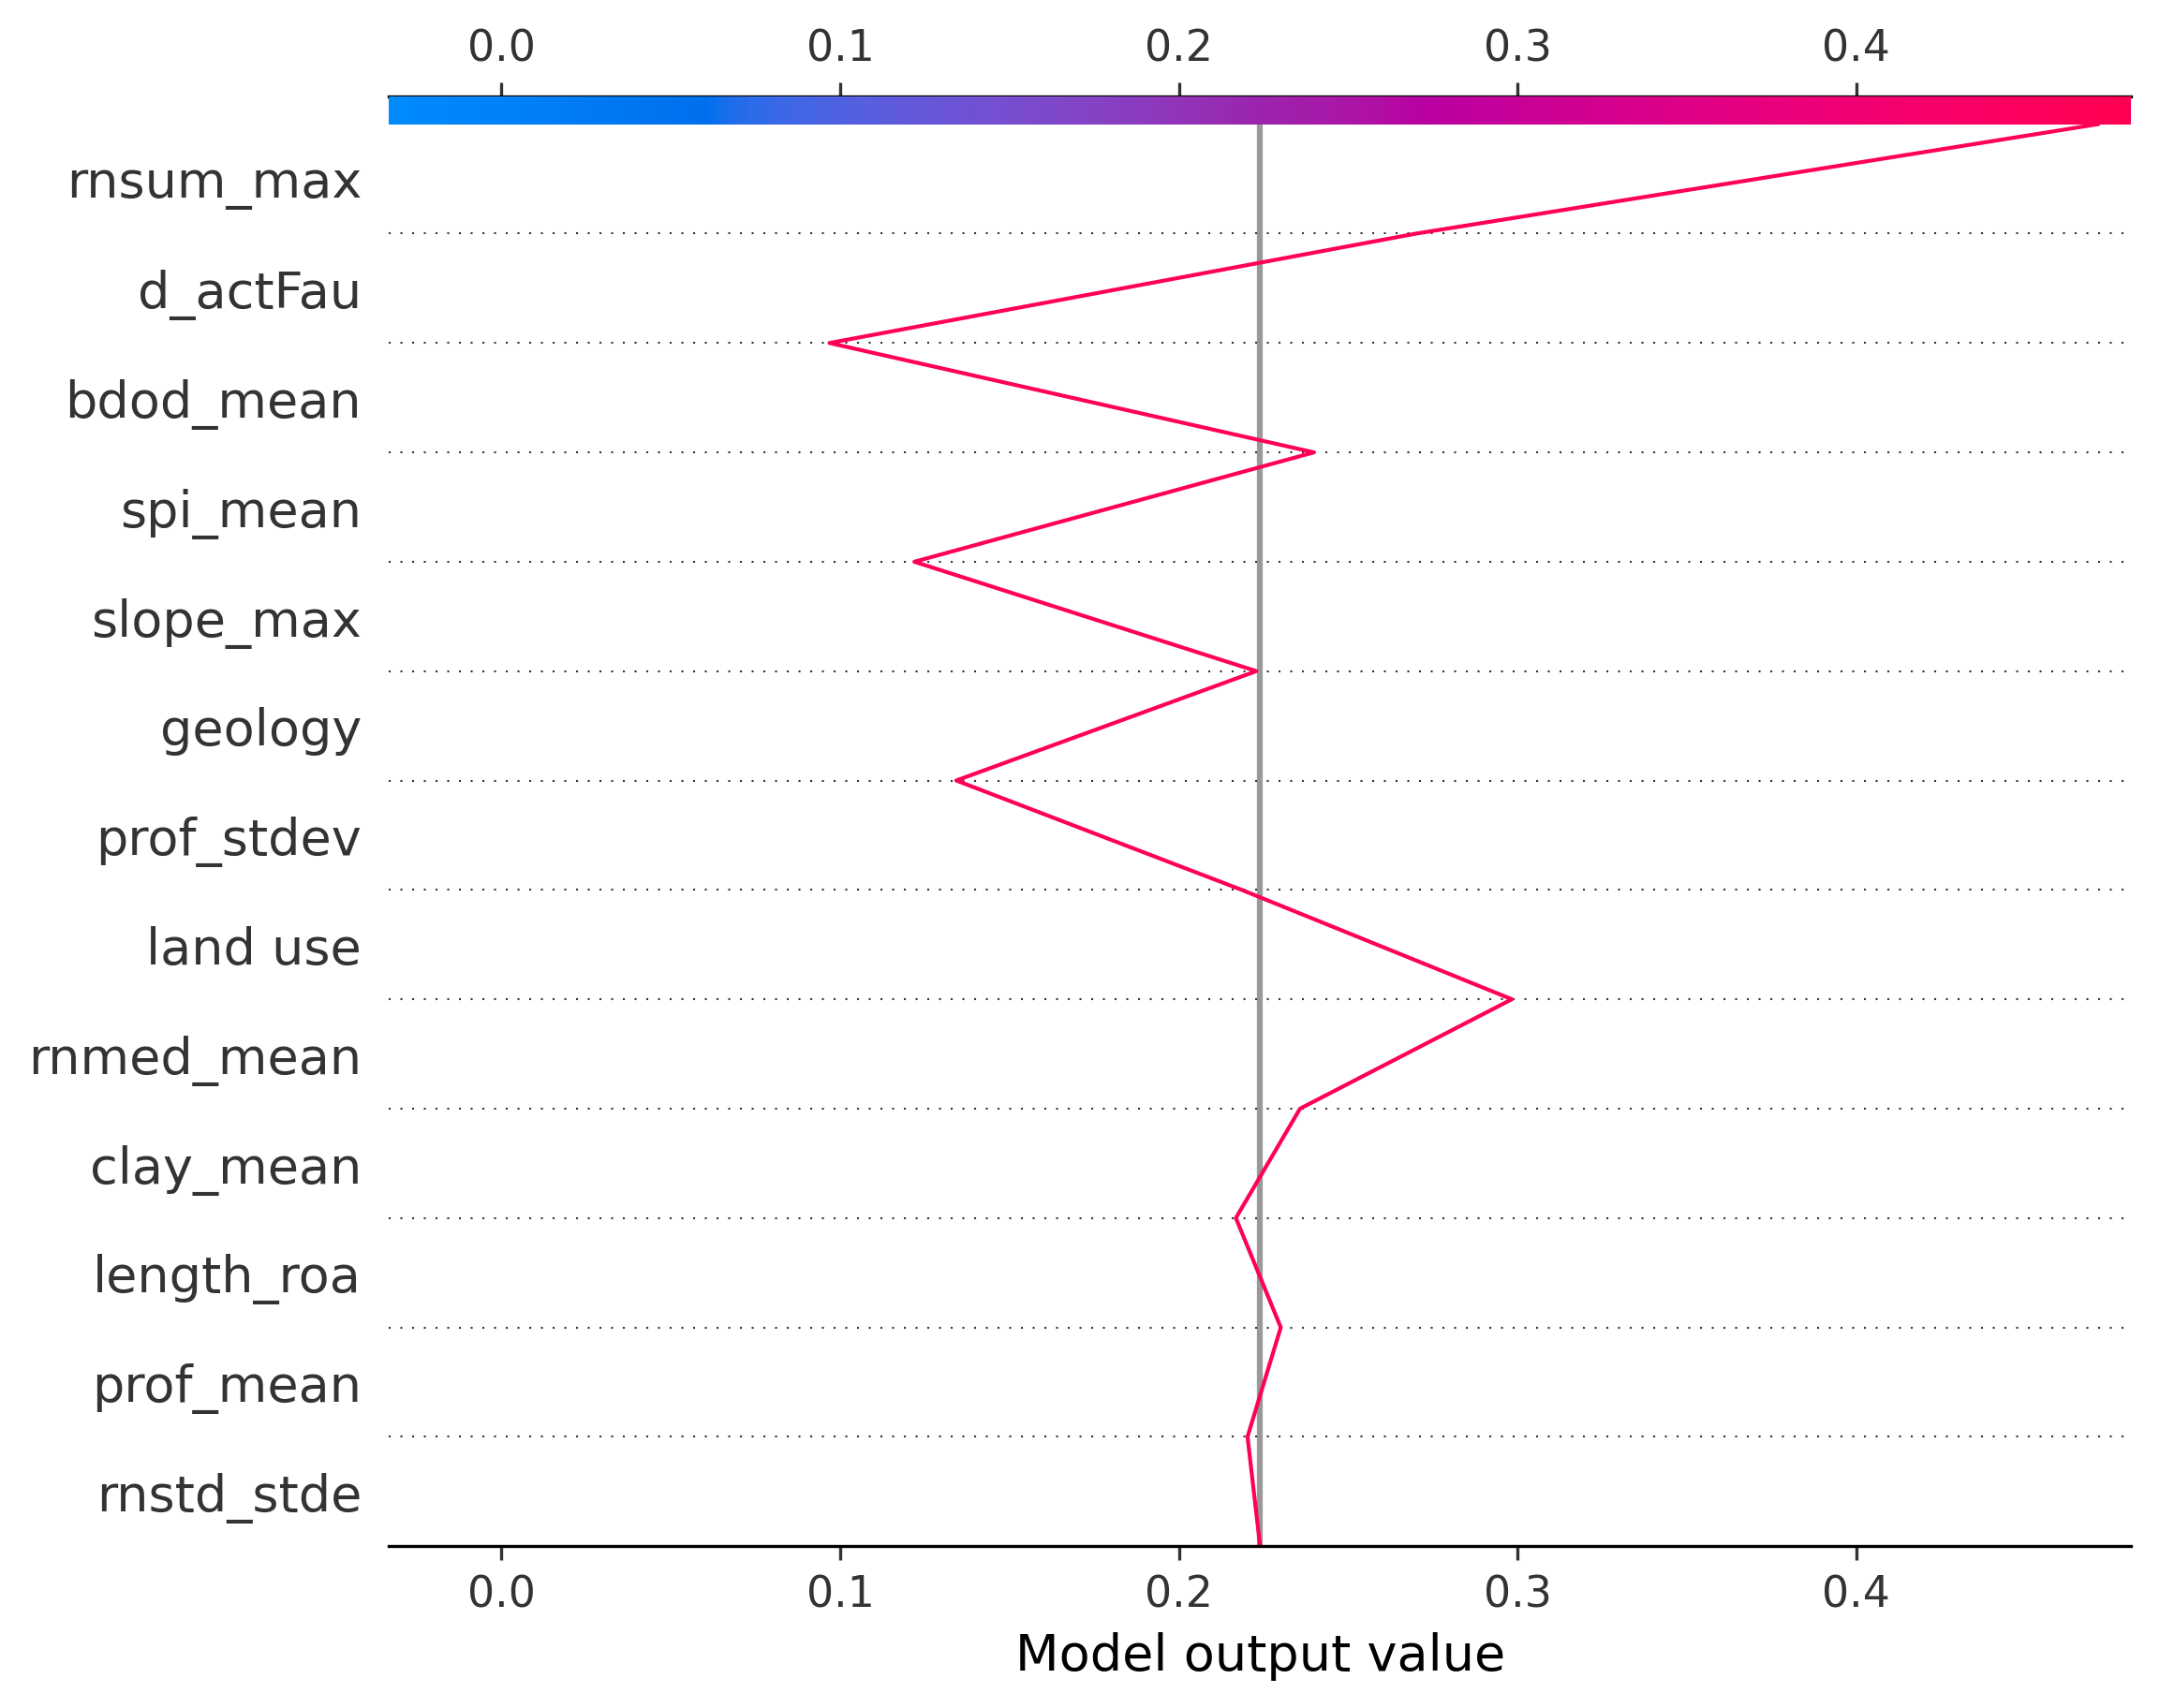 0.0 0.1 0.2 0.3 0.4
rnsum_max
d_actFau
bdod_mean
spi_mean
slope_max
geology
prof_stdev
land use
rnmed_mean
clay_mean
length_roa
prof_mean
rnstd_stde
0.0 0.1 0.2 0.3 0.4
Model output value